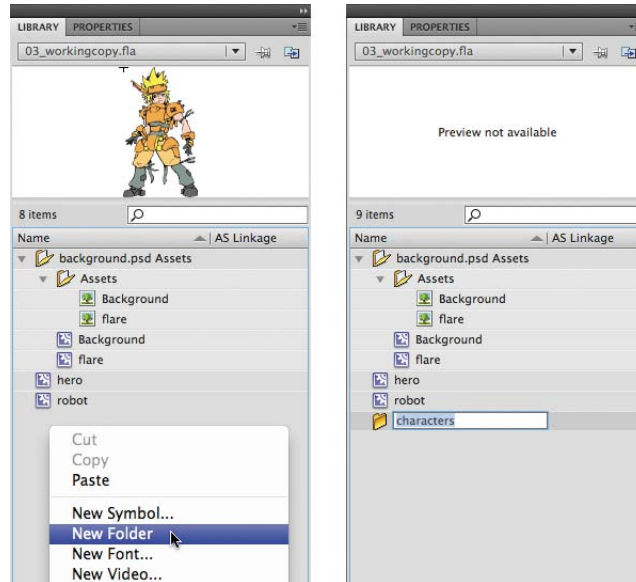 LIBRARY PROPERTIES
03_workingcopy.fla
8 items
Name AS Linkage
background.psd Assets
Assets
Background
flare
Background
flare
hero
robot
Cut
Copy
Paste
New Symbol...
New Folder
New Font...
New Video...
LIBRARY PROPERTIES
03_workingcopy.fla
Preview not available
9 items
Name AS Linkage
background.psd Assets
Assets
Background
flare
Background
flare
hero
robot
characters